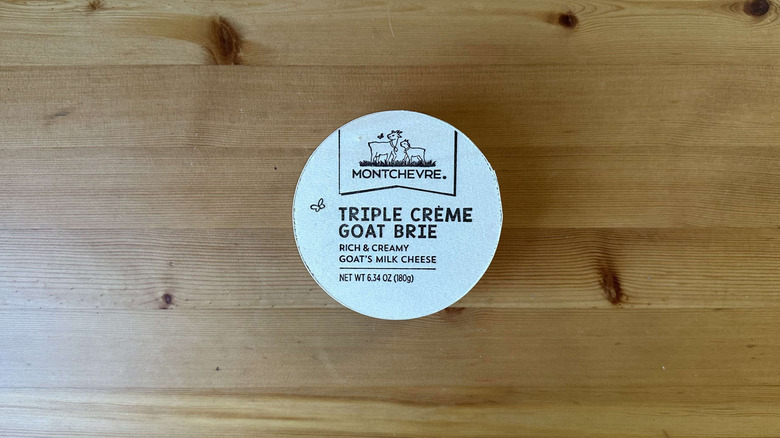 MONTCHEVRE.
TRIPLE CRÈME
GOAT BRIE
RICH & CREAMY
GOAT'S MILK CHEESE
NET WT 6.34 OZ (180g)